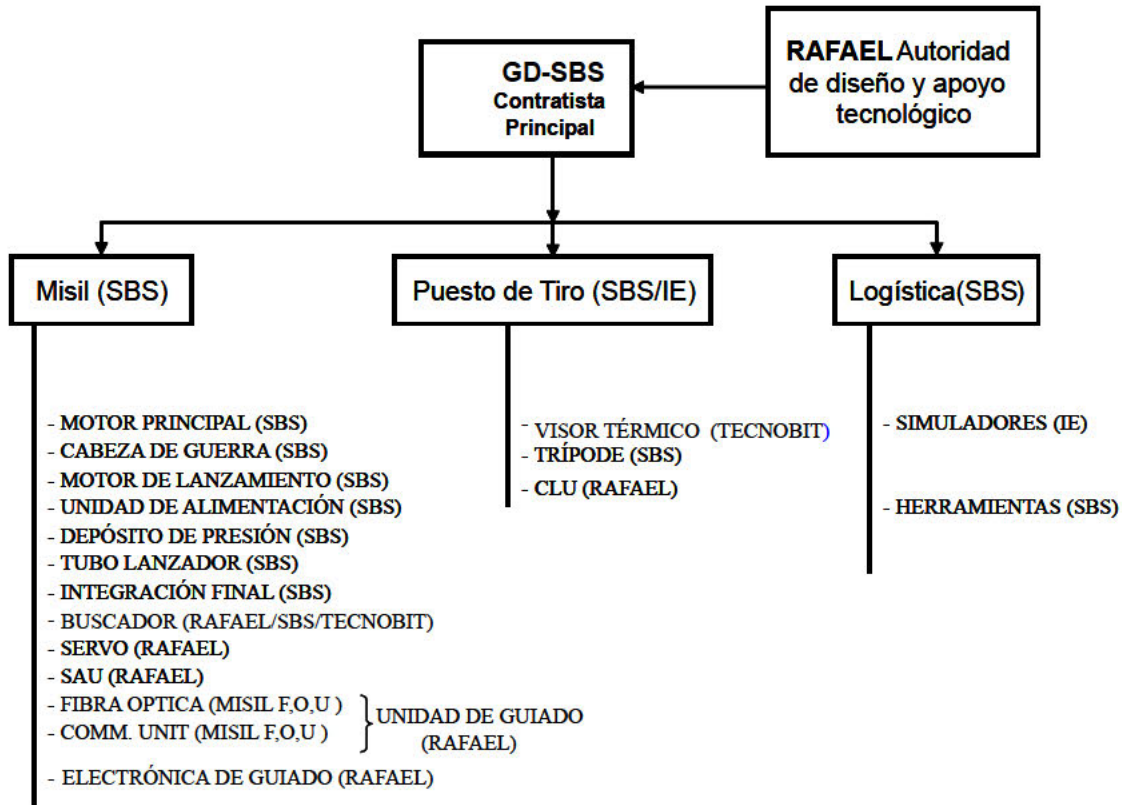 GD-SBS
Contratista
Principal
RAFAEL Autoridad
de diseño y apoyo
tecnológico
Misil (SBS)
Puesto de Tiro (SBS/IE)
Logística(SBS)
- MOTOR PRINCIPAL (SBS)
- CABEZA DE GUERRA (SBS)
- MOTOR DE LANZAMIENTO (SBS)
- UNIDAD DE ALIMENTACIÓN (SBS)
- DEPÓSITO DE PRESIÓN (SBS)
- TUBO LANZADOR (SBS)
- INTEGRACIÓN FINAL (SBS)
- BUSCADOR (RAFAEL/SBS/TECNOBIT)
- SERVO (RAFAEL)
- SAU (RAFAEL)
- FIBRA OPTICA (MISIL F,O,U )
- COMM. UNIT (MISIL F,O,U )
UNIDAD DE GUIADO
(RAFAEL)
- ELECTRÓNICA DE GUIADO (RAFAEL)
- VISOR TÉRMICO (TECNOBIT)
- TRÍPODE (SBS)
- CLU (RAFAEL)
- SIMULADORES (IE)
- HERRAMIENTAS (SBS)